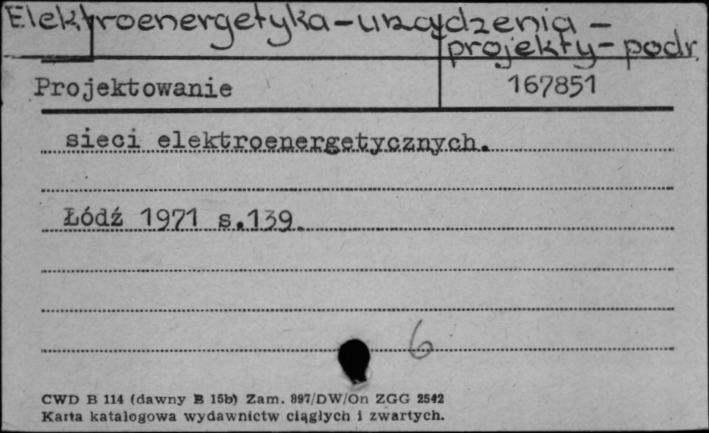 Elektroenergetyka-urządzenia -
projekty-podr.
Projektowanie
167851
sieci elektroenergetycznych.
Łódź 1971 s.139.
6
CWD B 114 (dawny B 15b) Zam. 897/DW/On ZGG 2542
Karta katalogowa wydawnictw ciągłych i zwartych.